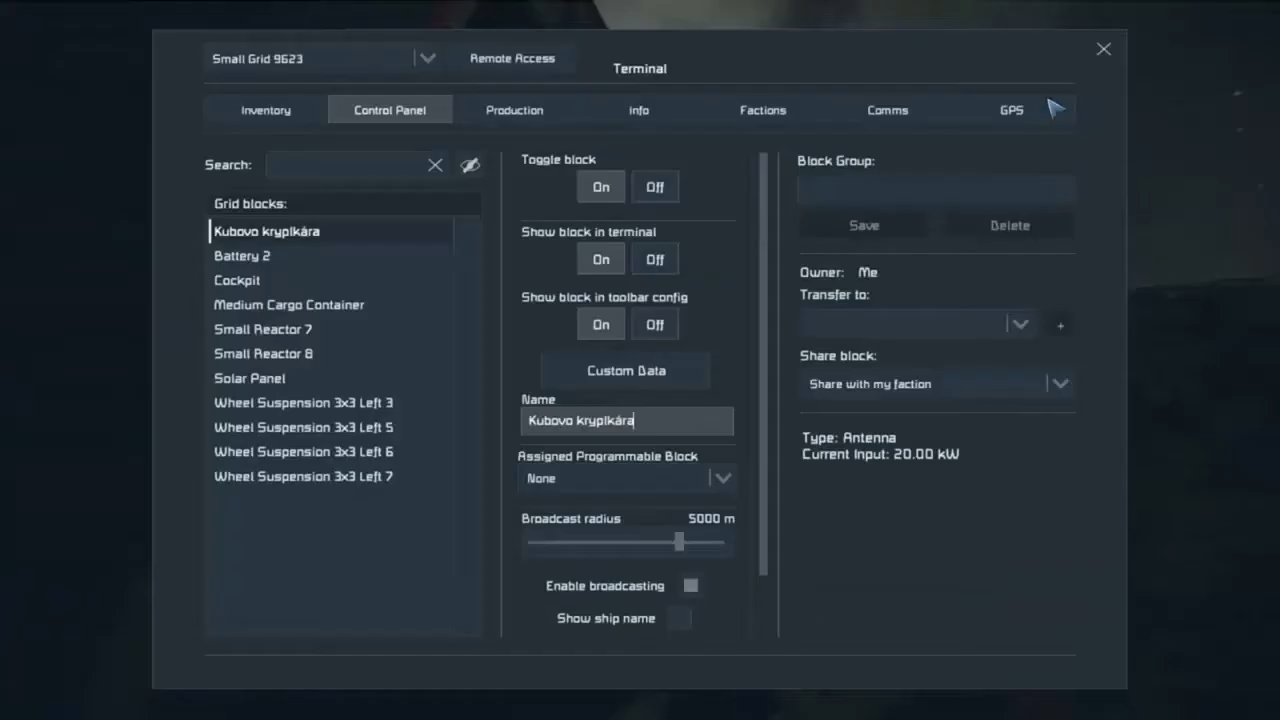 Small Grid 9623
Remote Access
Terminal
Inventory
Control Panel
Production
Info
Factions
Comms
GPS
Search:
Grid blocks:
Kubovo kryplkára
Battery 2
Cockpit
Medium Cargo Container
Small Reactor 7
Small Reactor 8
Solar Panel
Wheel Suspension 3x3 Left 3
Wheel Suspension 3x3 Left 5
Wheel Suspension 3x3 Left 6
Wheel Suspension 3x3 Left 7
Toggle block
On Off
Show block in terminal
On Off
Show block in toolbar config
On Off
Custom Data
Name
Kubovo kryplkára
Assigned Programmable Block
None
Broadcast radius 5000 m
Enable broadcasting
Show ship name
Block Group:
Save Delete
Owner: Me
Transfer to:
+
Share block:
Share with my faction
Type: Antenna
Current Input: 20.00 kW